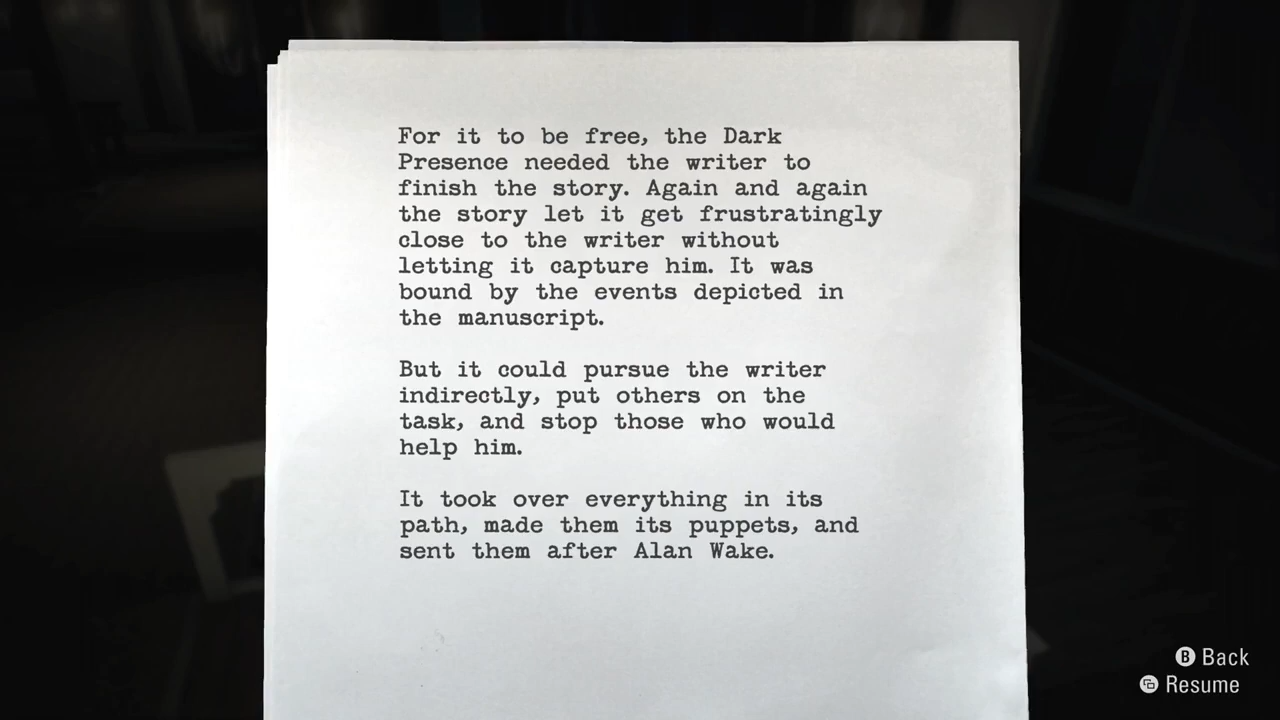 For it to be free, the Dark
Presence needed the writer to
finish the story. Again and again
the story let it get frustratingly
close to the writer without
letting it capture him. It was
bound by the events depicted in
the manuscript.
But it could pursue the writer
indirectly, put others on the
task, and stop those who would
help him.
It took over everything in its
path, made them its puppets, and
sent them after Alan Wake.
B Back
Resume